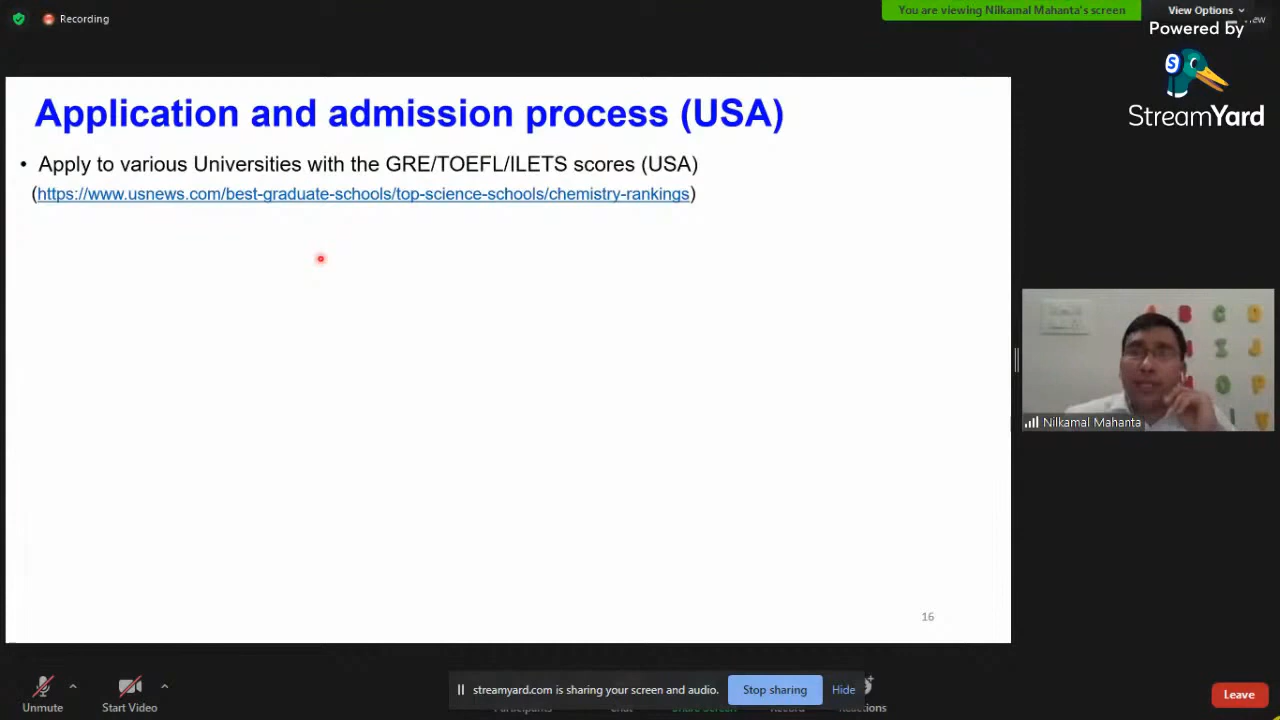 Recording
You are viewing Nilkamal Mahanta's screen
View Options
Powered by
StreamYard
Application and admission process (USA)
• Apply to various Universities with the GRE/TOEFL/ILETS scores (USA)
(https://www.usnews.com/best-graduate-schools/top-science-schools/chemistry-rankings)
A B C D
J
O P
Nilkamal Mahanta
16
Unmute
Start Video
streamyard.com is sharing your screen and audio.
Stop sharing
Hide
Reactions
Leave